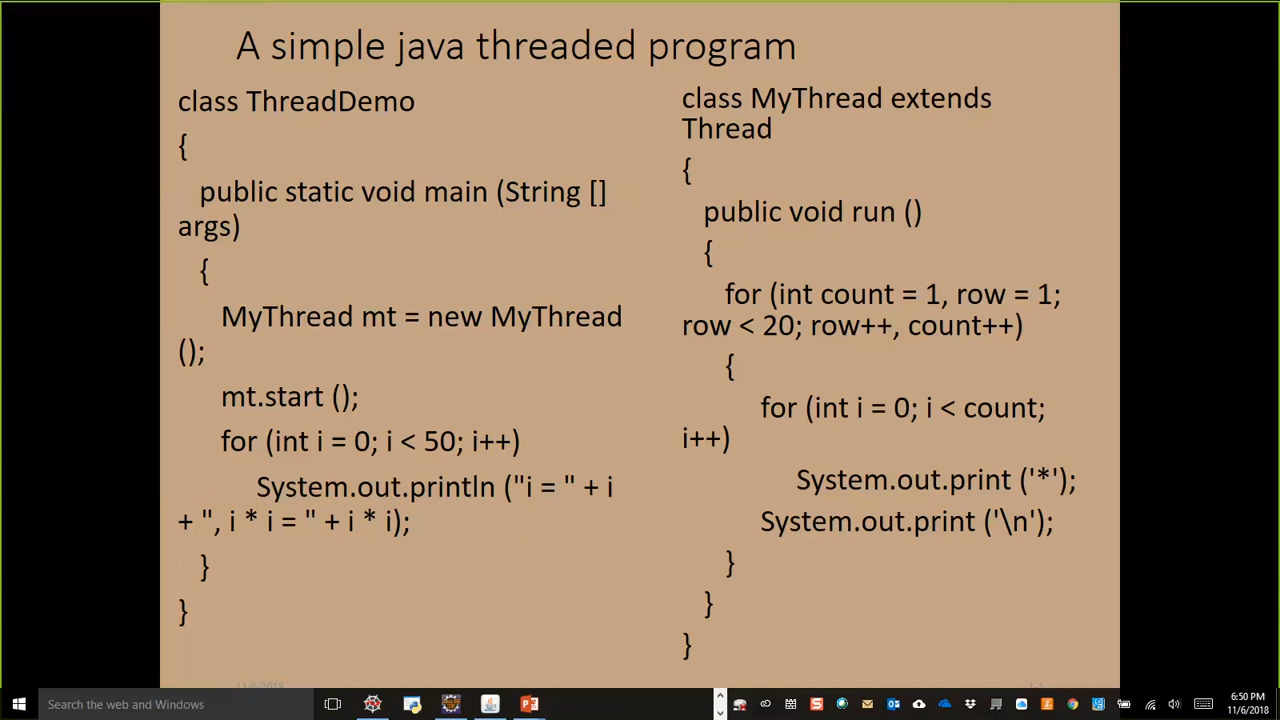 A simple java threaded program
class ThreadDemo
{
public static void main (String []
args)
{
MyThread mt = new MyThread
();
mt.start ();
for (int i = 0; i < 50; i++)
System.out.println ("i = " + i
+ ", i * i = " + i * i);
}
}
class MyThread extends
Thread
{
public void run ()
{
for (int count = 1, row = 1;
row < 20; row++, count++)
{
for (int i = 0; i < count;
i++)
System.out.print ('*');
System.out.print ('\n');
}
}
}
11/6/2018
Search the web and Windows
6:50 PM
11/6/2018